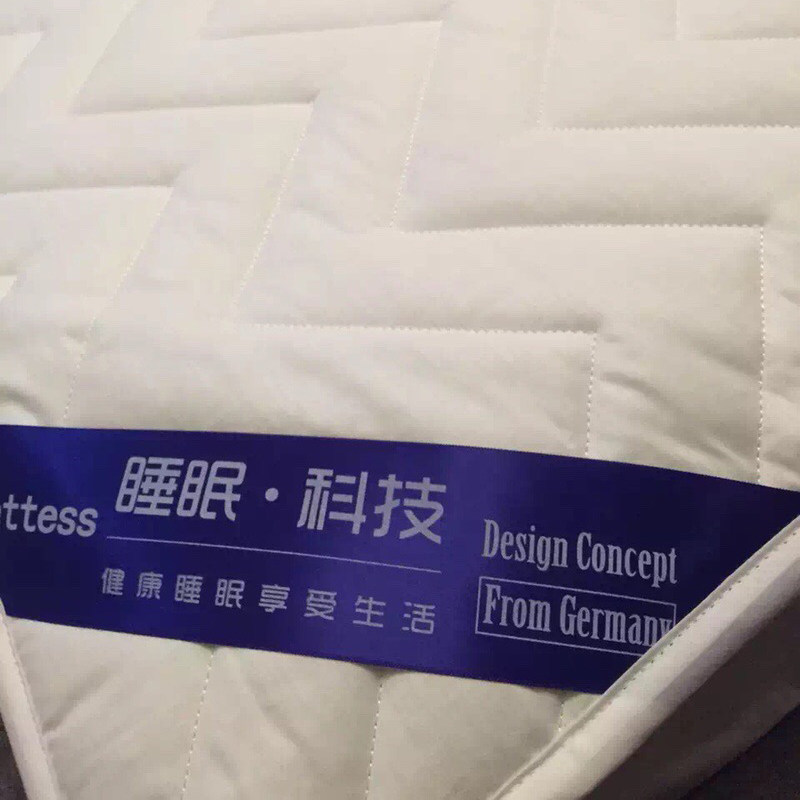 ttess
睡眠·科技
健康睡眠享受生活
Design Concept
From Germany